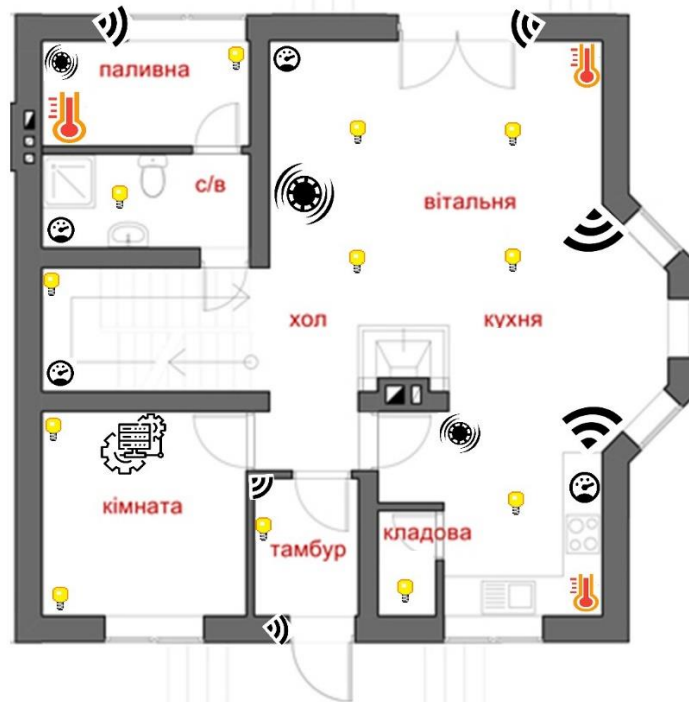 паливна
с/в
вітальня
хол
кухня
кімната
тамбур
кладова